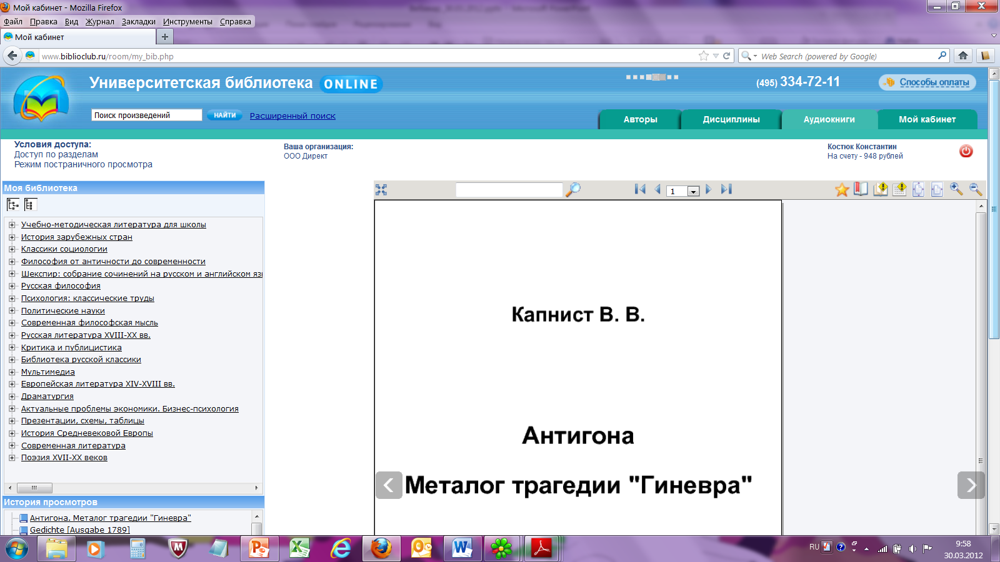 Мой кабинет - Mozilla Firefox
Файл Правка Вид Журнал Закладки Инструменты Справка
Мой кабинет
www.biblioclub.ru/room/my_bib.php
Web Search (powered by Google)
Университетская библиотека ONLINE
(495) 334-72-11
Способы оплаты
Поиск произведений
НАЙТИ
Расширенный поиск
Авторы
Дисциплины
Аудиокниги
Мой кабинет
Условия доступа:
Доступ по разделам
Режим постраничного просмотра
Ваша организация:
ООО Директ
Костюк Константин
На счету - 948 рублей
Моя библиотека
1
Учебно-методическая литература для школы
История зарубежных стран
Классики социологии
Философия от античности до современности
Шекспир: собрание сочинений на русском и английском язы
Русская философия
Психология: классические труды
Политические науки
Современная философская мысль
Русская литература XVIII-XX вв.
Критика и публицистика
Библиотека русской классики
Мультимедиа
Европейская литература XIV-XVIII вв.
Драматургия
Актуальные проблемы экономики. Бизнес-психология
Презентации, схемы, таблицы
История Средневековой Европы
Современная литература
Поэзия XVII-XX веков
История просмотров
Антигона. Металог трагедии "Гиневра"
Gedichte [Ausgabe 1789]
Капнист В. В.
Антигона
Металог трагедии "Гиневра"
RU
9:58
30.03.2012